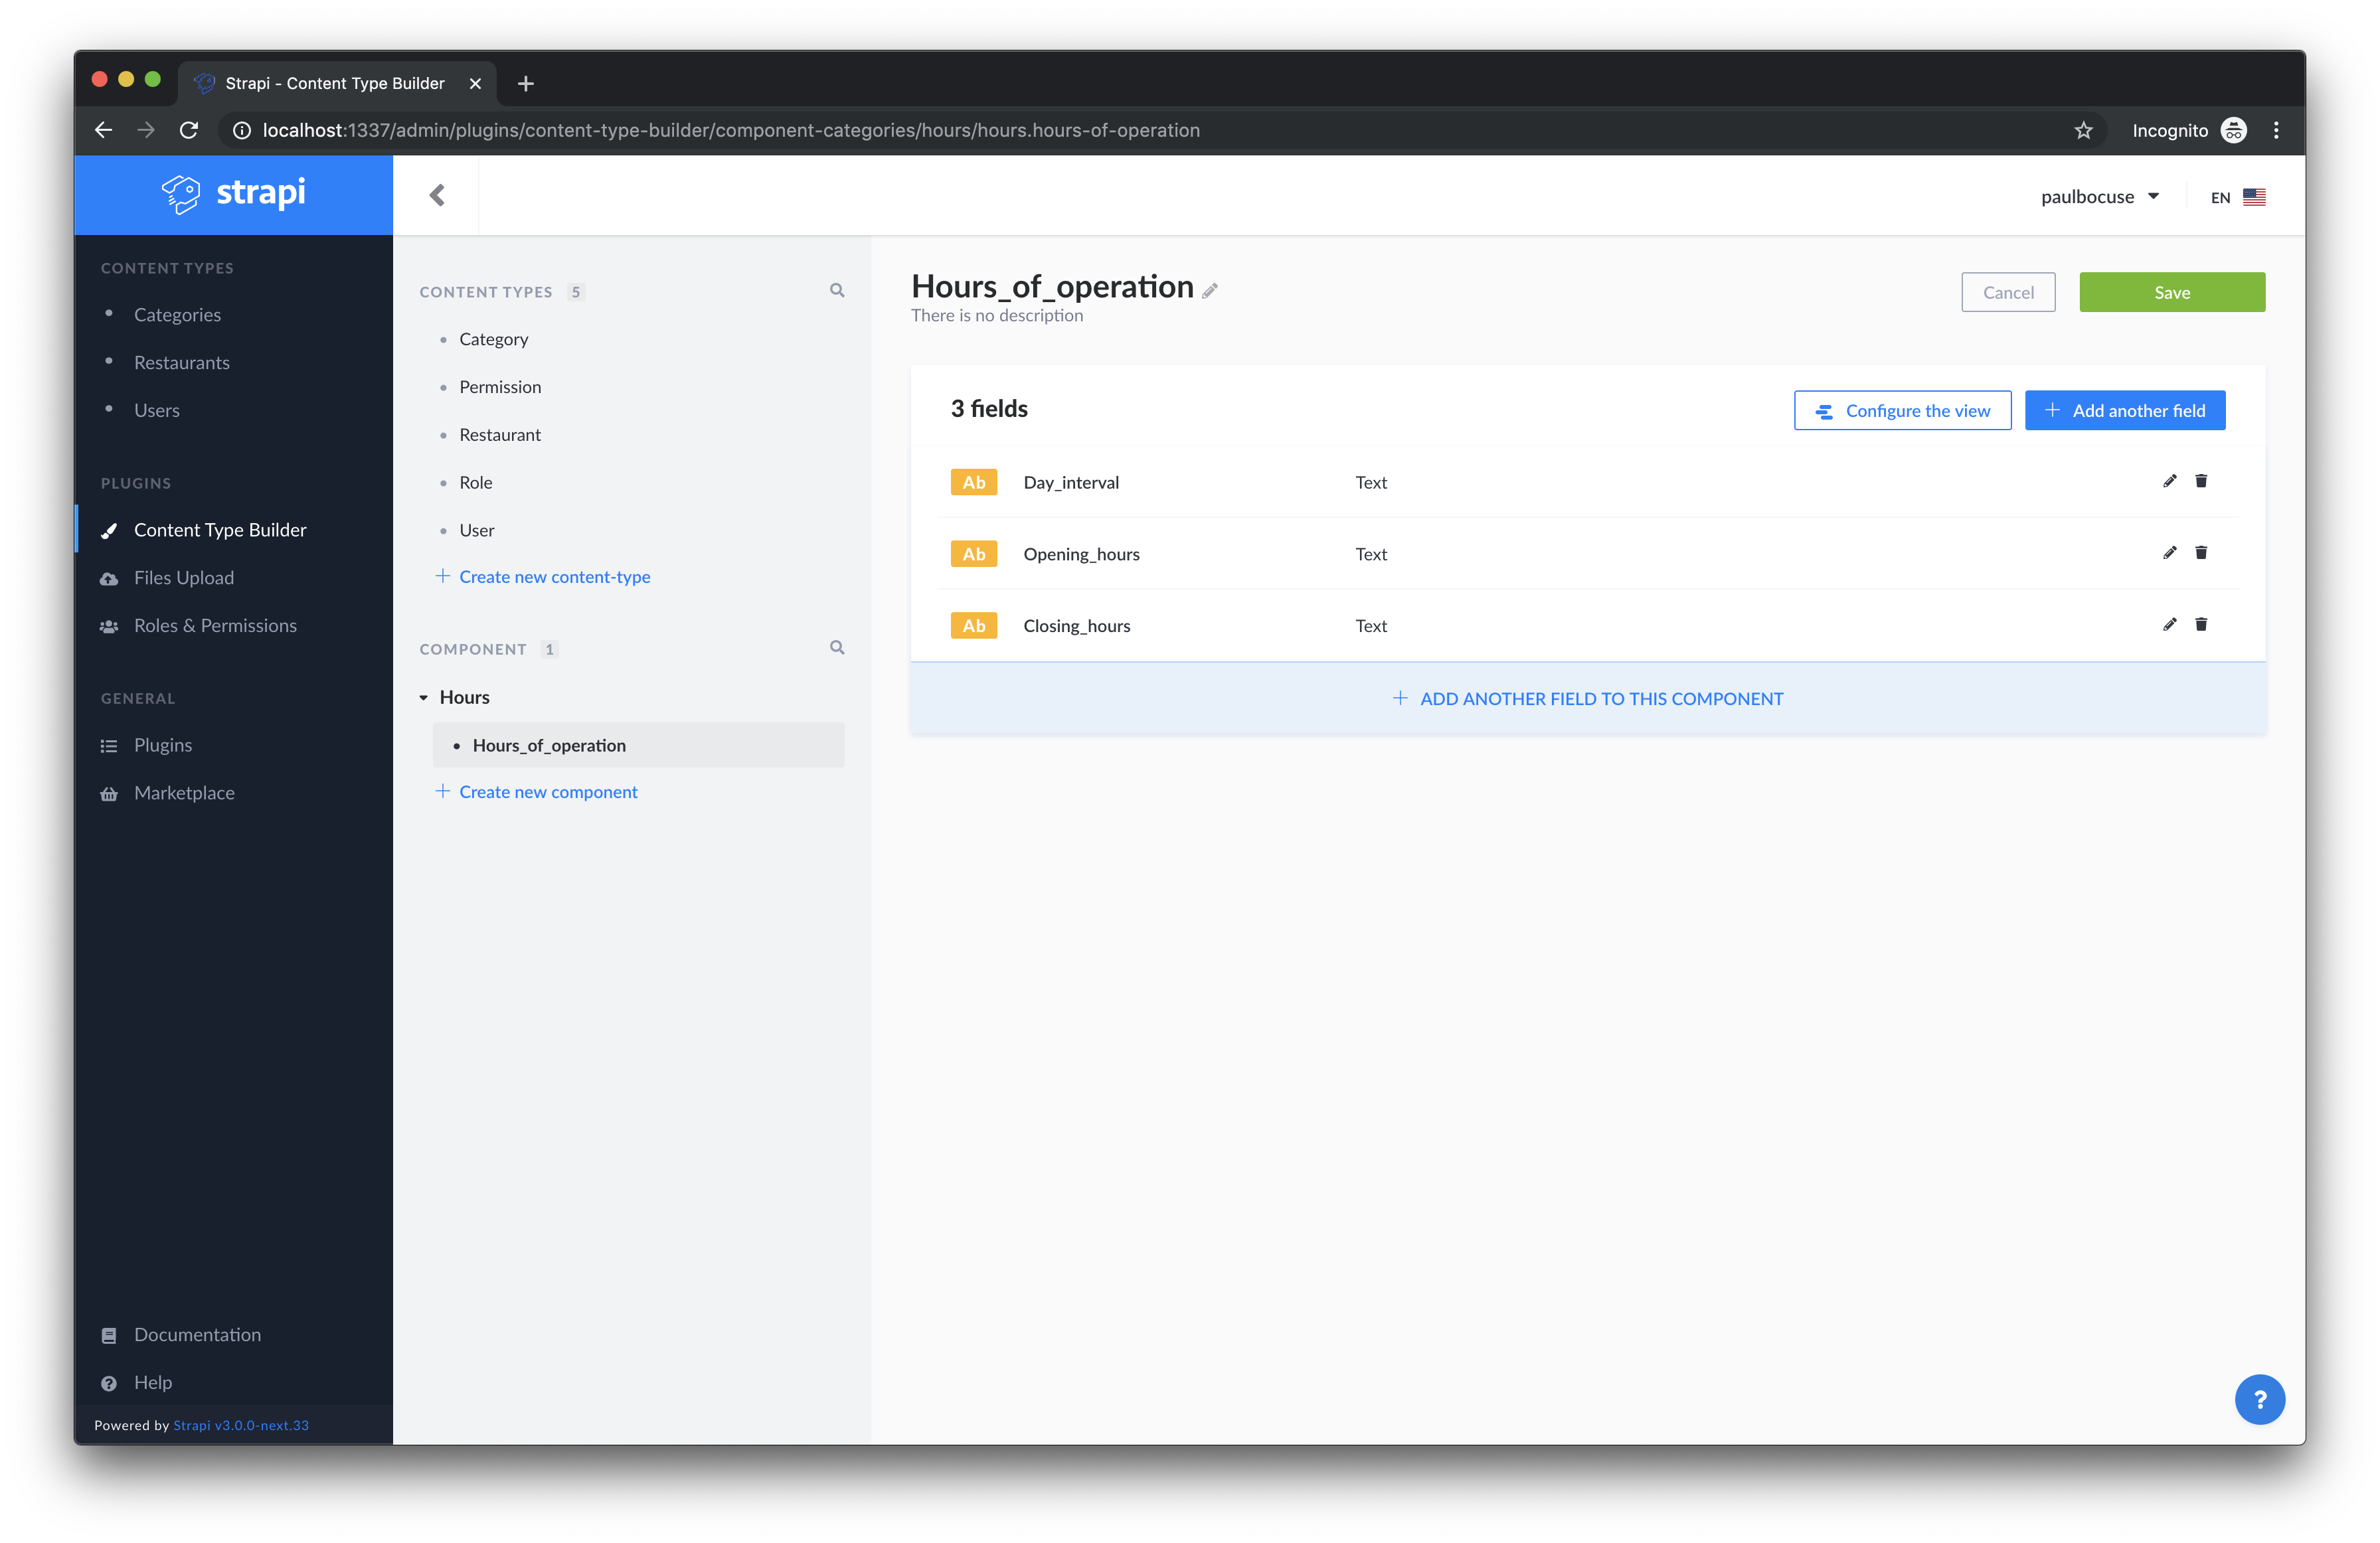 Strapi - Content Type Builder
localhost:1337/admin/plugins/content-type-builder/component-categories/hours/hours.hours-of-operation
Incognito
strapi
paulbocuse
EN
CONTENT TYPES
Categories
Restaurants
Users
PLUGINS
Content Type Builder
Files Upload
Roles & Permissions
GENERAL
Plugins
Marketplace
Documentation
Help
Powered by Strapi v3.0.0-next.33
CONTENT TYPES 5
Category
Permission
Restaurant
Role
User
+ Create new content-type
COMPONENT 1
Hours
Hours_of_operation
+ Create new component
Hours_of_operation
There is no description
Cancel
Save
3 fields
Configure the view
+ Add another field
Ab Day_interval Text
Ab Opening_hours Text
Ab Closing_hours Text
+ ADD ANOTHER FIELD TO THIS COMPONENT
?